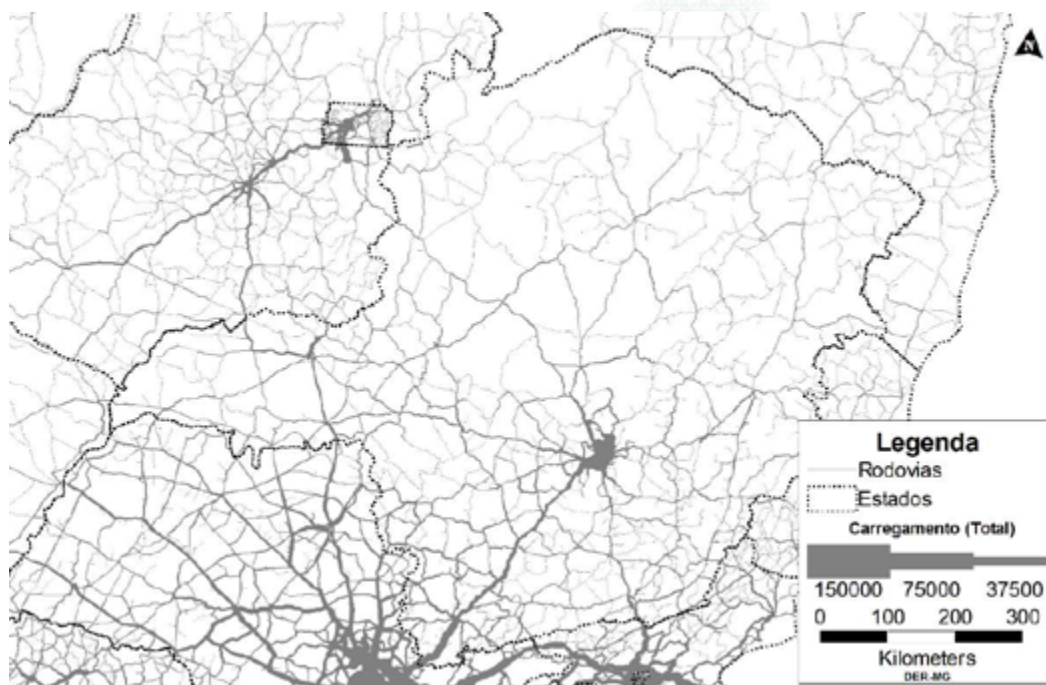 N
Legenda
Rodovias
Estados
Carregamento (Total)
150000 75000 37500
0 100 200 300
Kilometers
DER-MG